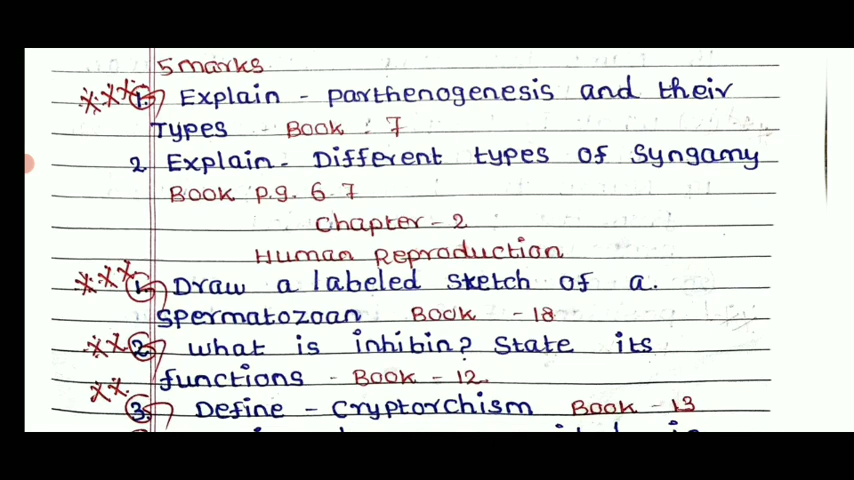 5 marks
1. Explain - parthenogenesis and their
Types - Book : 7
2 Explain - Different types of Syngamy
Book p.g. 6 7
Chapter - 2
Human Reproduction
1. Draw a labeled sketch of a.
spermatozoan Book - 18
2. What is inhibin? State its
functions - Book - 12.
3. Define - Cryptorchism Book - 13